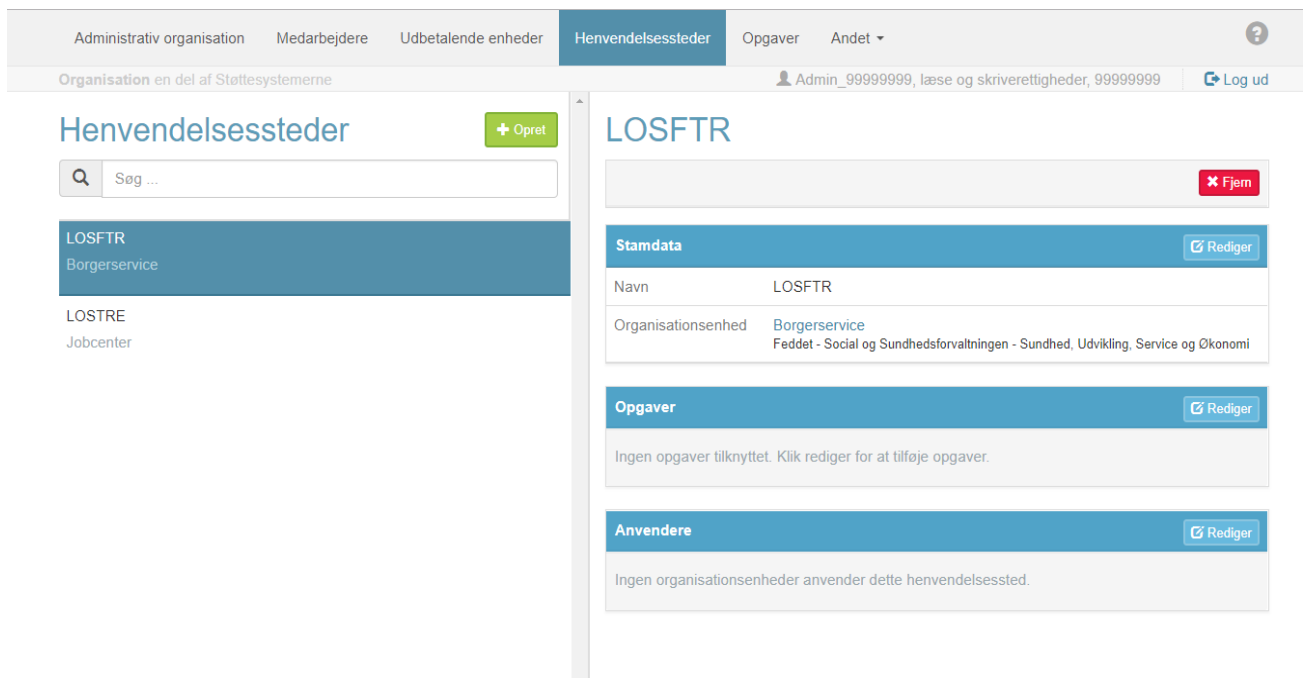 Administrativ organisation Medarbejdere Udbetalende enheder Henvendelsessteder Opgaver Andet
Organisation en del af Støttesystemerne Admin_99999999, læse og skriverettigheder, 99999999 Log ud
Henvendelsessteder Opret
Søg ...
LOSFTR
Borgerservice
LOSTRE
Jobcenter
LOSFTR
Fjern
Stamdata Rediger
Navn LOSFTR
Organisationsenhed Borgerservice
Feddet - Social og Sundhedsforvaltningen - Sundhed, Udvikling, Service og Økonomi
Opgaver Rediger
Ingen opgaver tilknyttet. Klik rediger for at tilføje opgaver.
Anvendere Rediger
Ingen organisationsenheder anvender dette henvendelsessted.